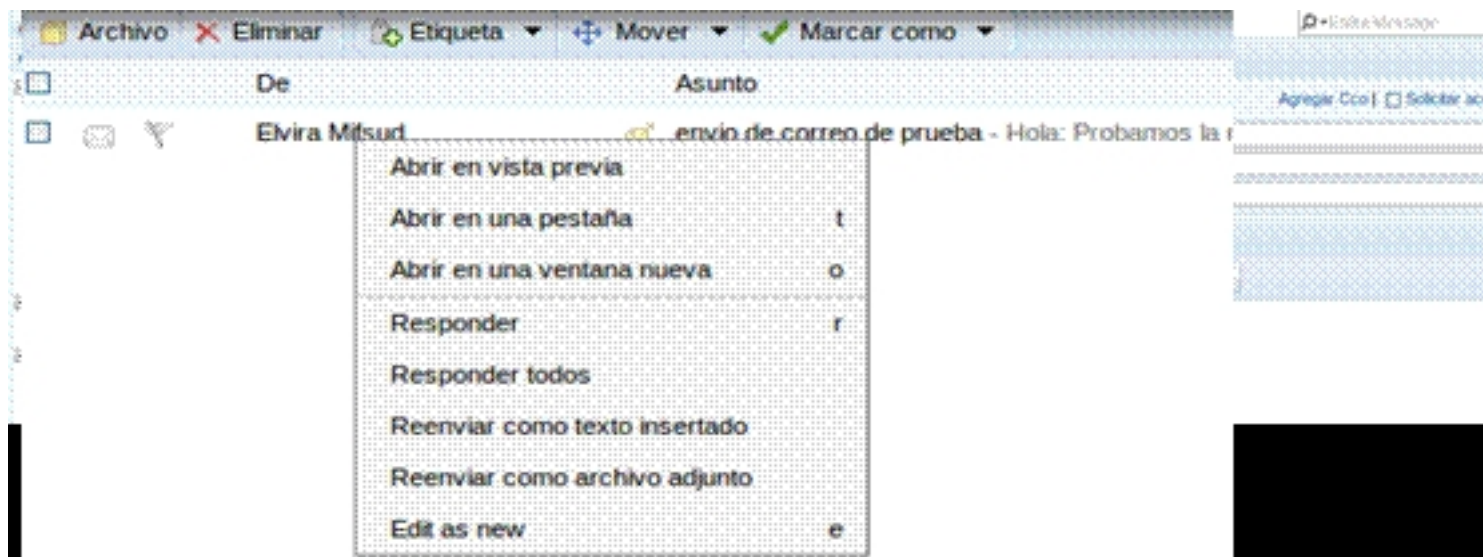 Archivo Eliminar Etiqueta Mover Marcar como
De Asunto
Agregar Cco | Solicitar
Elvira Mifsud envio de correo de prueba - Hola: Probamos la
Abrir en vista previa
Abrir en una pestaña t
Abrir en una ventana nueva o
Responder r
Responder todos
Reenviar como texto insertado
Reenviar como archivo adjunto
Edit as new e